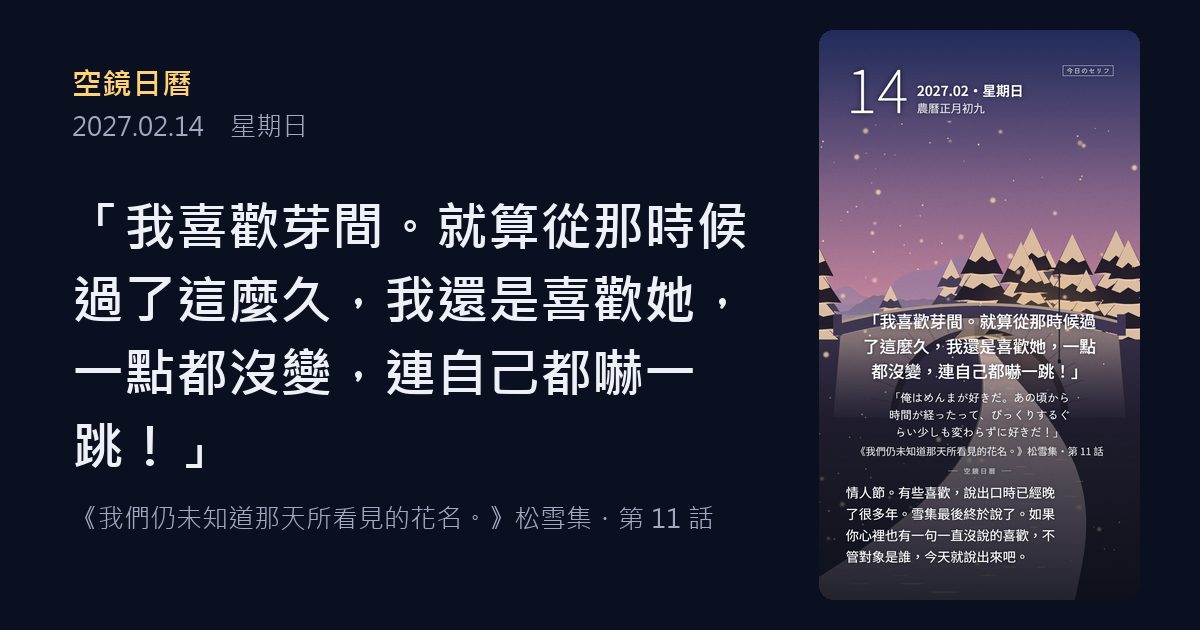 空鏡日曆
2027.02.14 星期日
「我喜歡芽間。就算從那時候
過了這麼久，我還是喜歡她，
一點都沒變，連自己都嚇一
跳！」
《我們仍未知道那天所看見的花名。》松雪集・第 11 話
14
2027.02・星期日
農曆正月初九
今日のセリフ
「我喜歡芽間。就算從那時候過
了這麼久，我還是喜歡她，一點
都沒變，連自己都嚇一跳！」
「俺はめんまが好きだ。あの頃から
時間が経ったって、びっくりするぐ
らい少しも変わらずに好きだ！」
《我們仍未知道那天所看見的花名。》松雪集・第 11 話
空鏡日曆
情人節。有些喜歡，說出口時已經晚
了很多年。雪集最後終於說了。如果
你心裡也有一句一直沒說的喜歡，不
管對象是誰，今天就說出來吧。